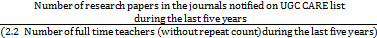 Number of research papers in the journals notified on UGC CARE list
during the last five years
(2.2 Number of full time teachers (without repeat count) during the last five years)